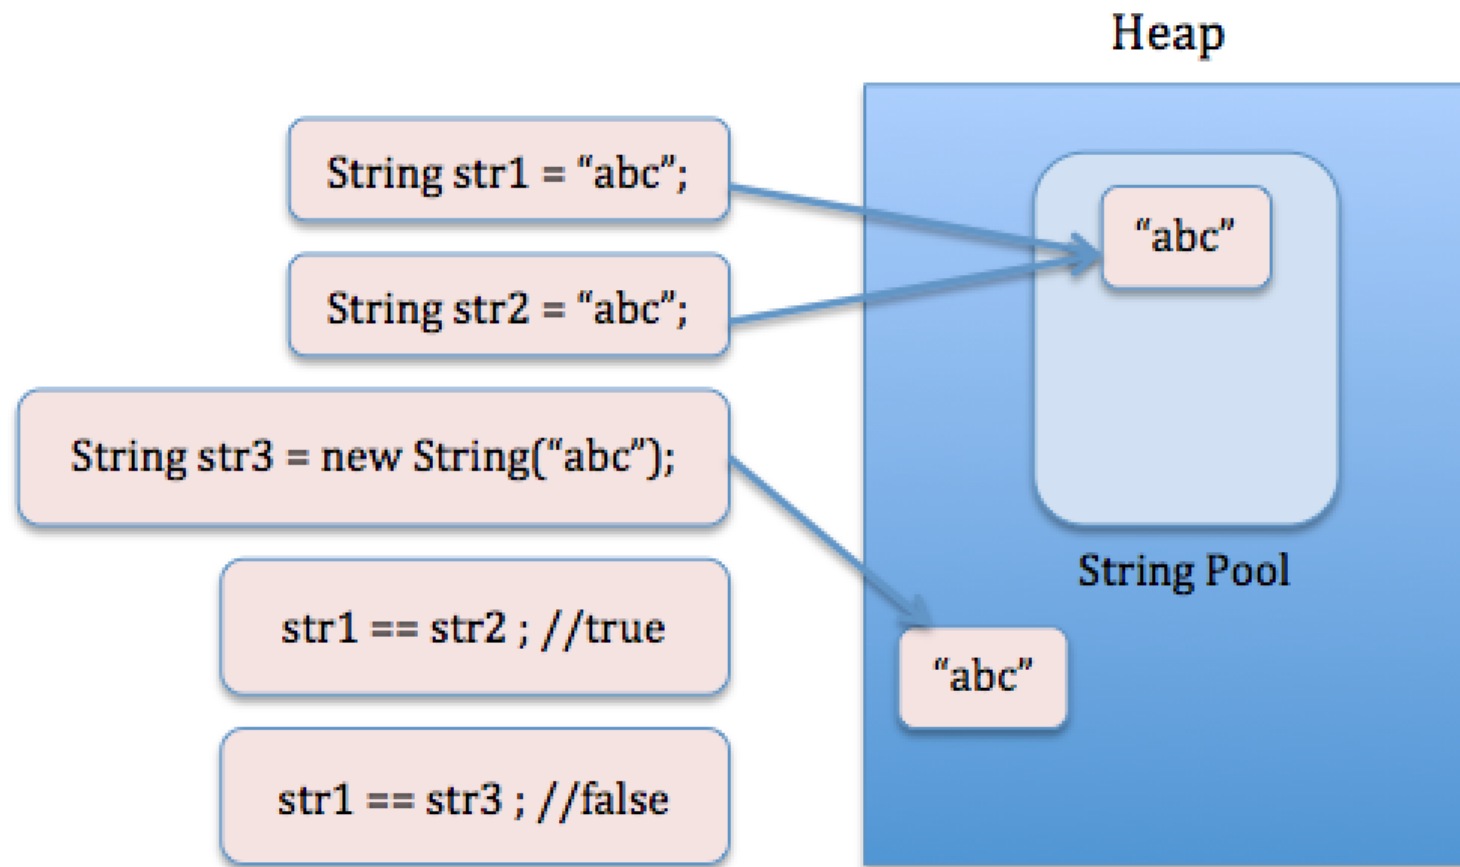 Heap
String str1 = “abc”;
“abc”
String str2 = “abc”;
String str3 = new String(“abc”);
String Pool
str1 == str2 ; //true
“abc”
str1 == str3 ; //false